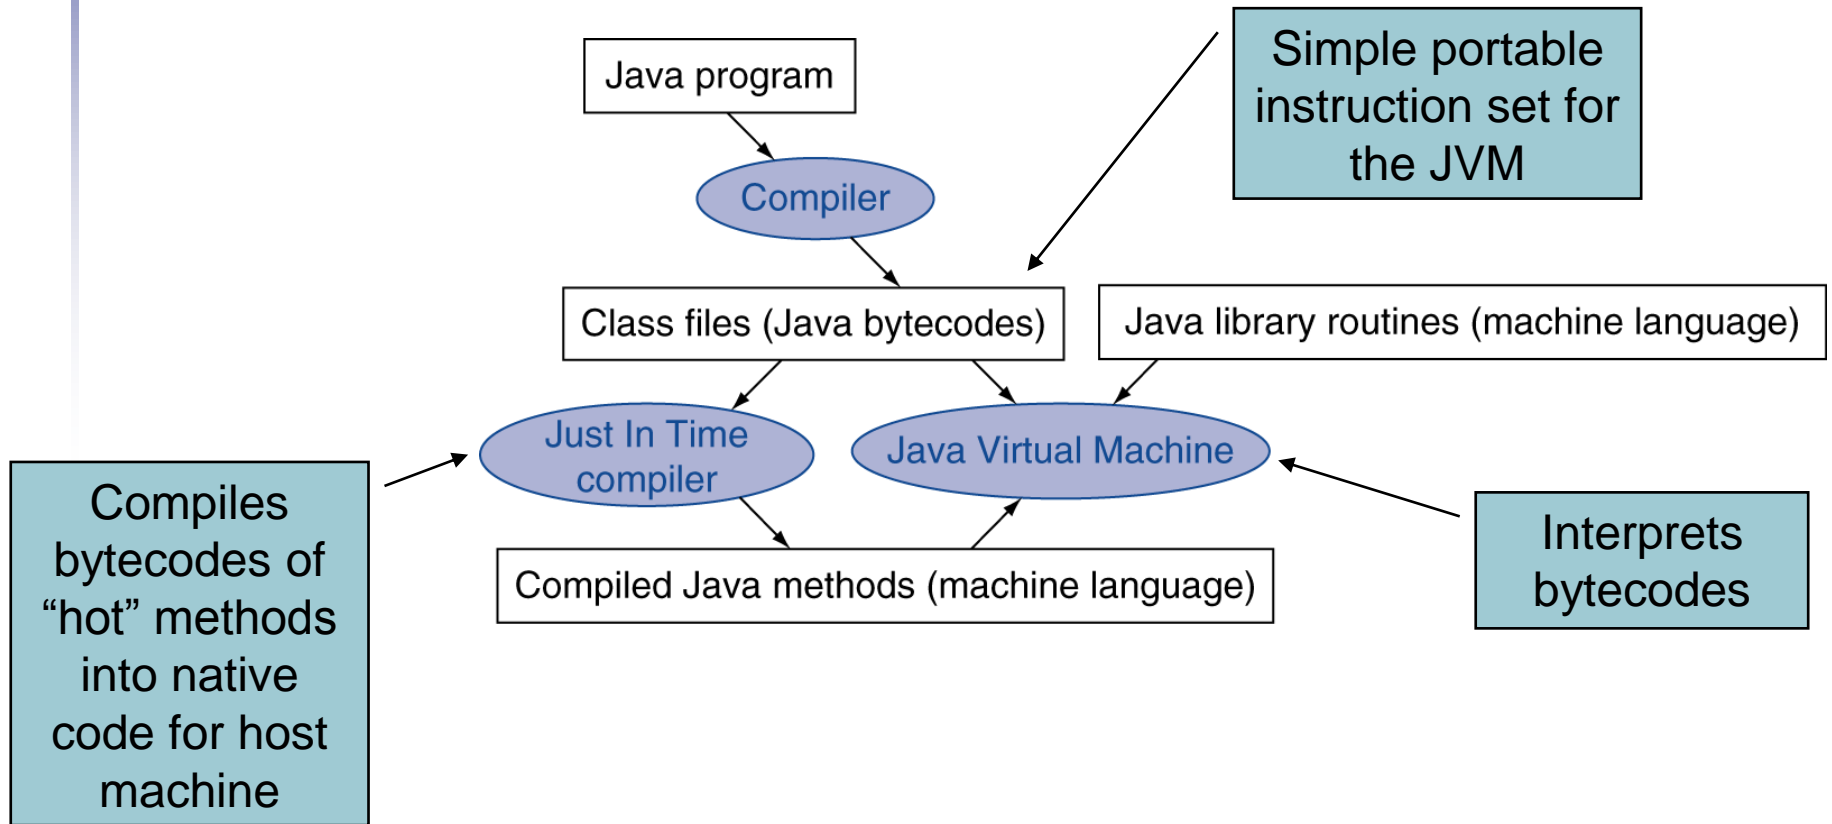 Java program
Simple portable
instruction set for
the JVM
Compiler
Class files (Java bytecodes)
Java library routines (machine language)
Just In Time
compiler
Java Virtual Machine
Compiles
bytecodes of
“hot” methods
into native
code for host
machine
Interprets
bytecodes
Compiled Java methods (machine language)